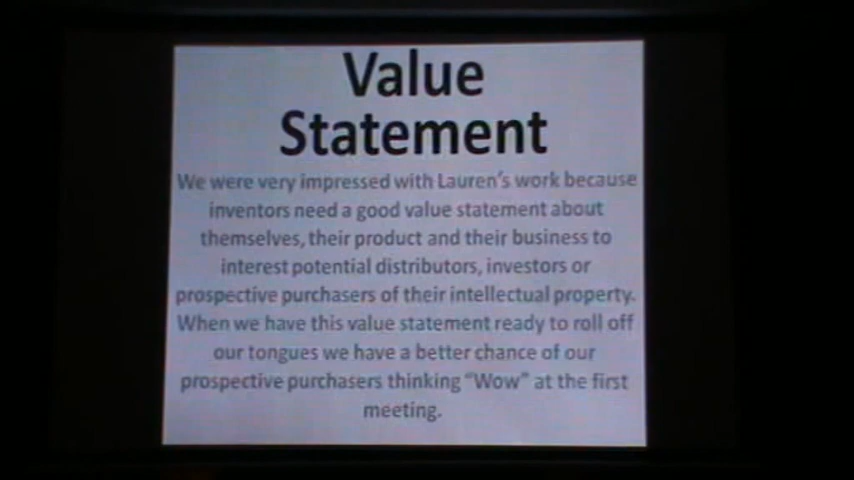 Value
Statement
We were very impressed with Lauren's work because
inventors need a good value statement about
themselves, their product and their business to
interest potential distributors, investors or
prospective purchasers of their intellectual property.
When we have this value statement ready to roll off
our tongues we have a better chance of our
prospective purchasers thinking “Wow” at the first
meeting.